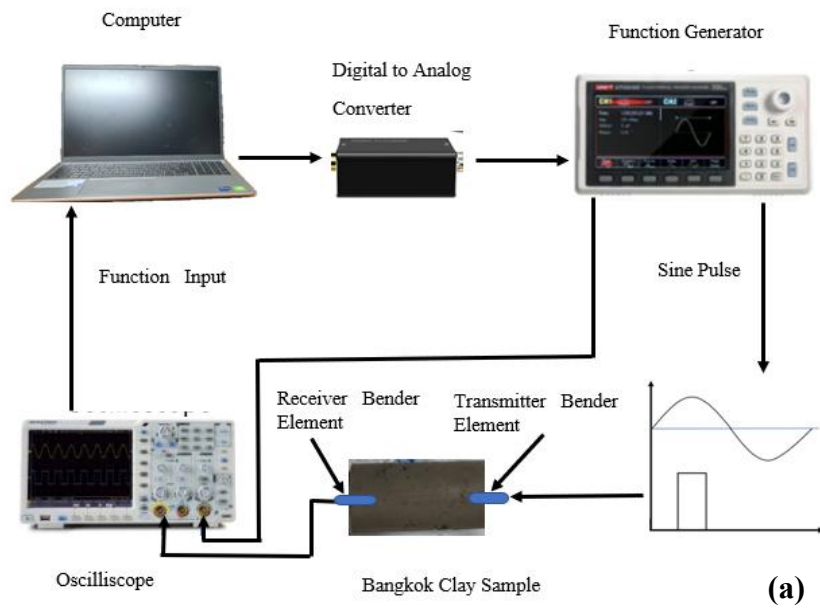 Computer
Function Generator
Digital to Analog
Converter
Sine Pulse
Function Input
Receiver Bender
Element
Transmitter Bender
Element
Oscilliscope
Bangkok Clay Sample
(a)